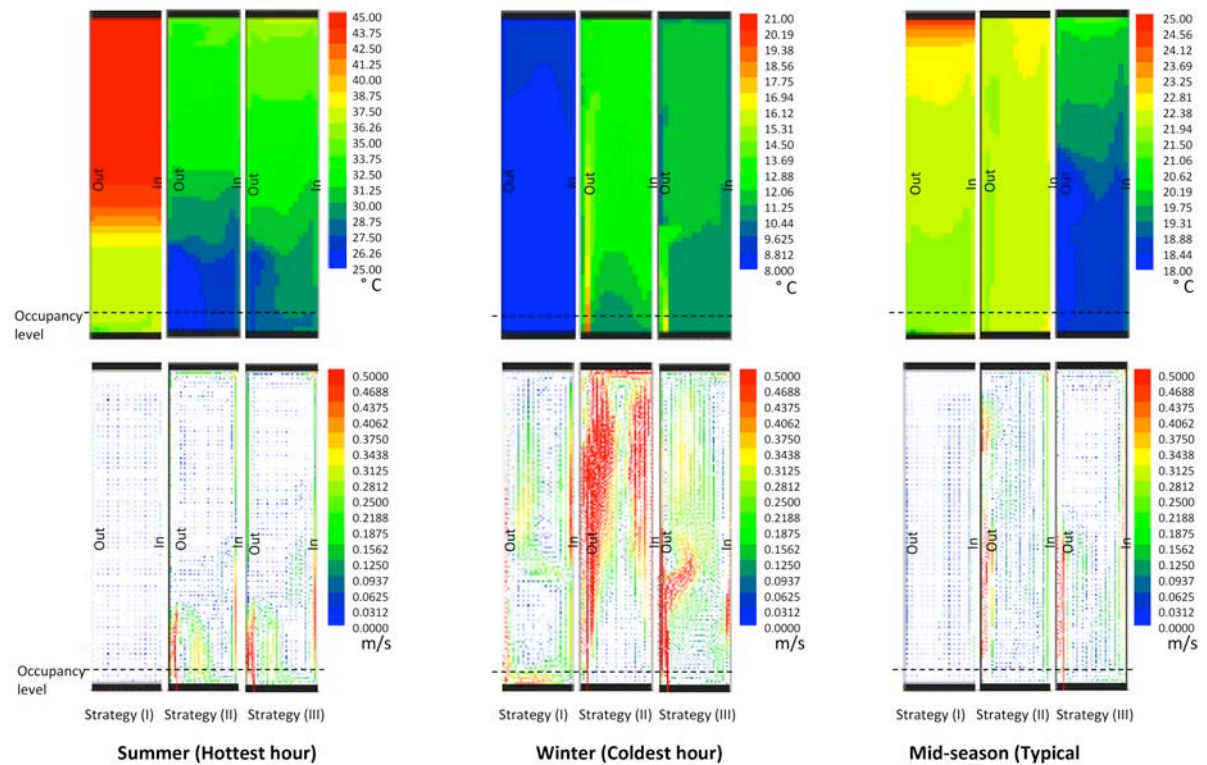 45.00
43.75
42.50
41.25
40.00
38.75
37.50
36.26
35.00
33.75
32.50
31.25
30.00
28.75
27.50
26.26
25.00
° C
Out
In
Out
In
Out
In
Occupancy
level
21.00
20.19
19.38
18.56
17.75
16.94
16.12
15.31
14.50
13.69
12.88
12.06
11.25
10.44
9.625
8.812
8.000
° C
Out
In
Out
In
Out
In
25.00
24.56
24.12
23.69
23.25
22.81
22.38
21.94
21.50
21.06
20.62
20.19
19.75
19.31
18.88
18.44
18.00
° C
Out
In
Out
In
Out
In
0.5000
0.4688
0.4375
0.4062
0.3750
0.3438
0.3125
0.2812
0.2500
0.2188
0.1875
0.1562
0.1250
0.0937
0.0625
0.0312
0.0000
m/s
Out
In
Out
In
Out
In
Occupancy
level
0.5000
0.4688
0.4375
0.4062
0.3750
0.3438
0.3125
0.2812
0.2500
0.2188
0.1875
0.1562
0.1250
0.0937
0.0625
0.0312
0.0000
m/s
Out
In
Out
In
Out
In
0.5000
0.4688
0.4375
0.4062
0.3750
0.3438
0.3125
0.2812
0.2500
0.2188
0.1875
0.1562
0.1250
0.0937
0.0625
0.0312
0.0000
m/s
Out
In
Out
In
Out
In
Strategy (I) Strategy (II) Strategy (III)
Strategy (I) Strategy (II) Strategy (III)
Strategy (I) Strategy (II) Strategy (III)
Summer (Hottest hour)
Winter (Coldest hour)
Mid-season (Typical